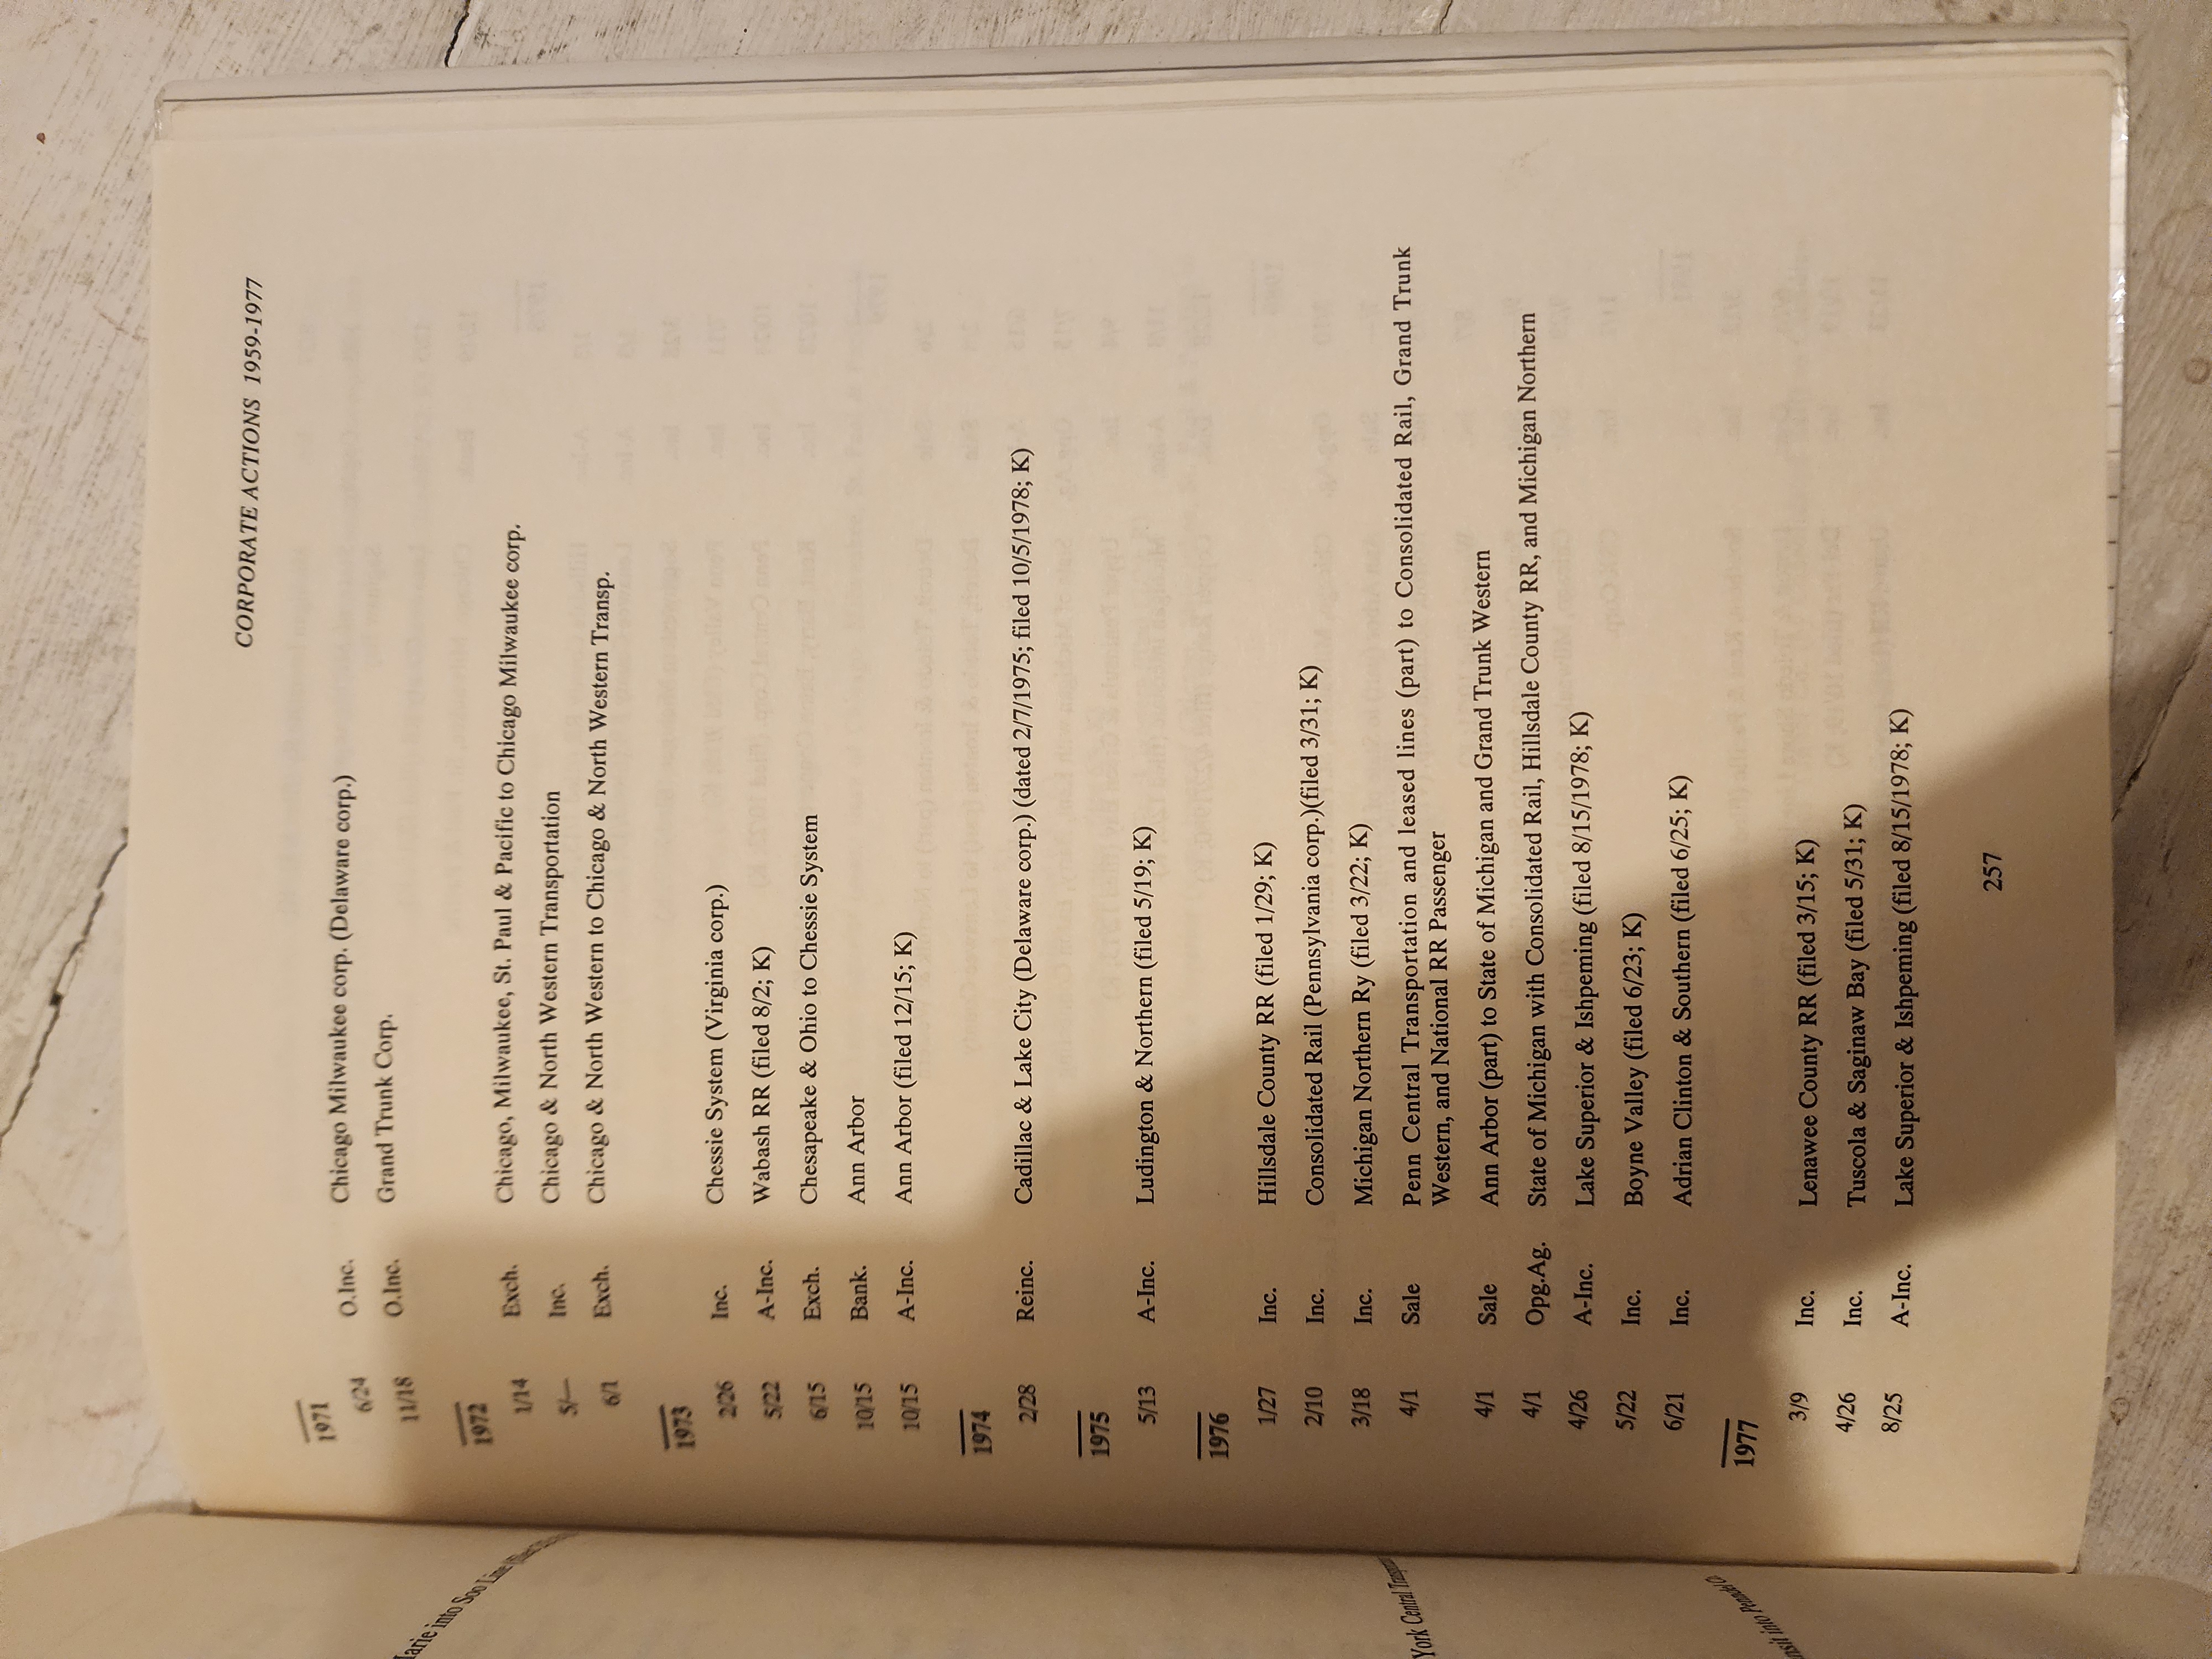 Marie into Soo Line
York Central
into
CORPORATE ACTIONS 1959-1977
1971
6/24 O.Inc. Chicago Milwaukee corp. (Delaware corp.)
11/18 O.Inc. Grand Trunk Corp.
1972
1/14 Exch. Chicago, Milwaukee, St. Paul & Pacific to Chicago Milwaukee corp.
5/— Inc. Chicago & North Western Transportation
6/1 Exch. Chicago & North Western to Chicago & North Western Transp.
1973
2/26 Inc. Chessie System (Virginia corp.)
5/22 A-Inc. Wabash RR (filed 8/2; K)
6/15 Exch. Chesapeake & Ohio to Chessie System
10/15 Bank. Ann Arbor
10/15 A-Inc. Ann Arbor (filed 12/15; K)
1974
2/28 Reinc. Cadillac & Lake City (Delaware corp.) (dated 2/7/1975; filed 10/5/1978; K)
1975
5/13 A-Inc. Ludington & Northern (filed 5/19; K)
1976
1/27 Inc. Hillsdale County RR (filed 1/29; K)
2/10 Inc. Consolidated Rail (Pennsylvania corp.)(filed 3/31; K)
3/18 Inc. Michigan Northern Ry (filed 3/22; K)
4/1 Sale Penn Central Transportation and leased lines (part) to Consolidated Rail, Grand Trunk
Western, and National RR Passenger
4/1 Sale Ann Arbor (part) to State of Michigan and Grand Trunk Western
4/1 Opg.Ag. State of Michigan with Consolidated Rail, Hillsdale County RR, and Michigan Northern
4/26 A-Inc. Lake Superior & Ishpeming (filed 8/15/1978; K)
5/22 Inc. Boyne Valley (filed 6/23; K)
6/21 Inc. Adrian Clinton & Southern (filed 6/25; K)
1977
3/9 Inc. Lenawee County RR (filed 3/15; K)
4/26 Inc. Tuscola & Saginaw Bay (filed 5/31; K)
8/25 A-Inc. Lake Superior & Ishpeming (filed 8/15/1978; K)
257